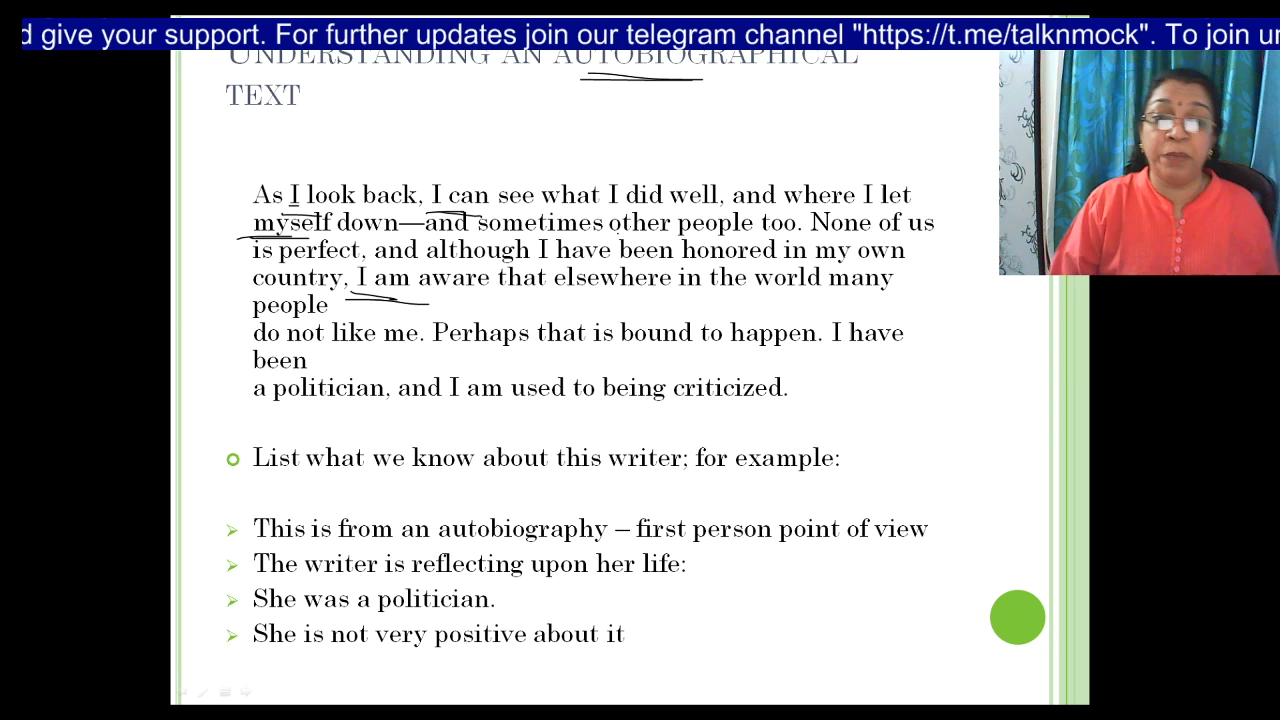 d give your support. For further updates join our telegram channel "https://t.me/talknmock". To join ur
UNDERSTANDING AN AUTOBIOGRAPHICAL
TEXT
As I look back, I can see what I did well, and where I let
myself down—and sometimes other people too. None of us
is perfect, and although I have been honored in my own
country, I am aware that elsewhere in the world many
people
do not like me. Perhaps that is bound to happen. I have
been
a politician, and I am used to being criticized.
List what we know about this writer; for example:
This is from an autobiography – first person point of view
The writer is reflecting upon her life:
She was a politician.
She is not very positive about it